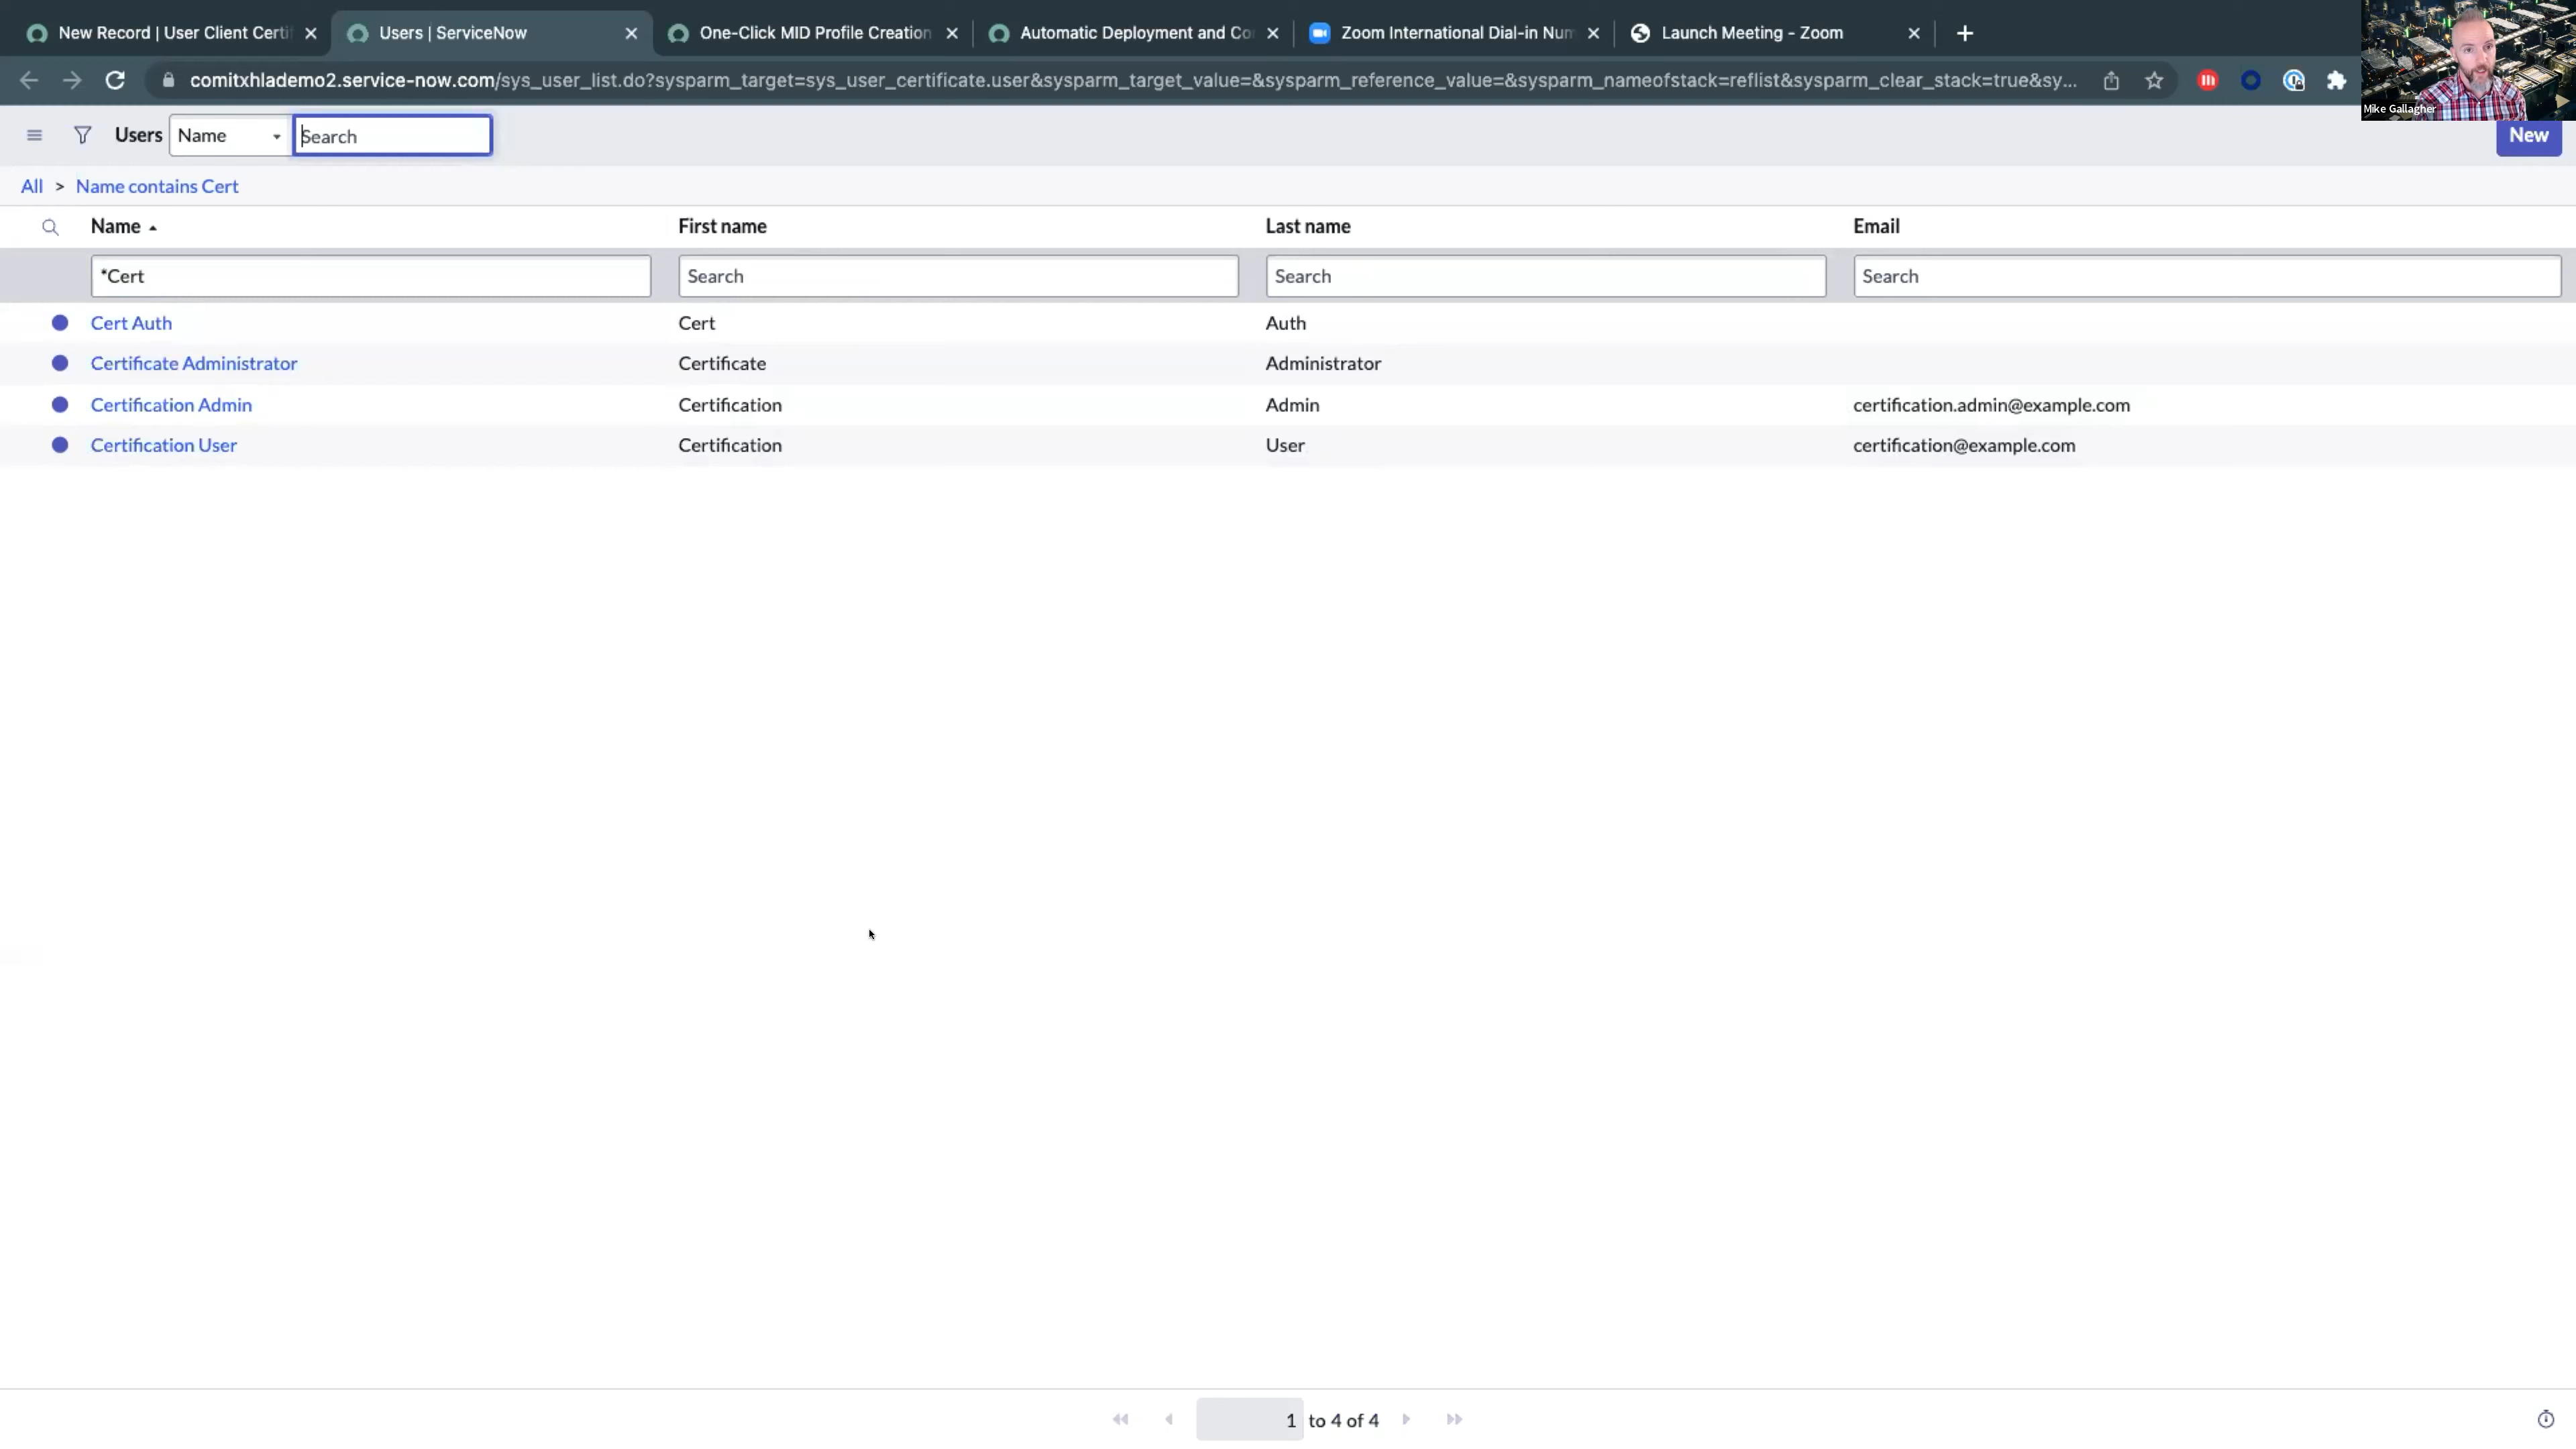 New Record | User Client Certi
Users | ServiceNow
One-Click MID Profile Creation
Automatic Deployment and Co
Zoom International Dial-in Num
Launch Meeting - Zoom
comitxhlademo2.service-now.com/sys_user_list.do?sysparm_target=sys_user_certificate.user&sysparm_target_value=&sysparm_reference_value=&sysparm_nameofstack=reflist&sysparm_clear_stack=true&sy...
Mike Gallagher
Users Name Search New
All > Name contains Cert
Name First name Last name Email
*Cert Search Search Search
Cert Auth Cert Auth
Certificate Administrator Certificate Administrator
Certification Admin Certification Admin certification.admin@example.com
Certification User Certification User certification@example.com
1 to 4 of 4